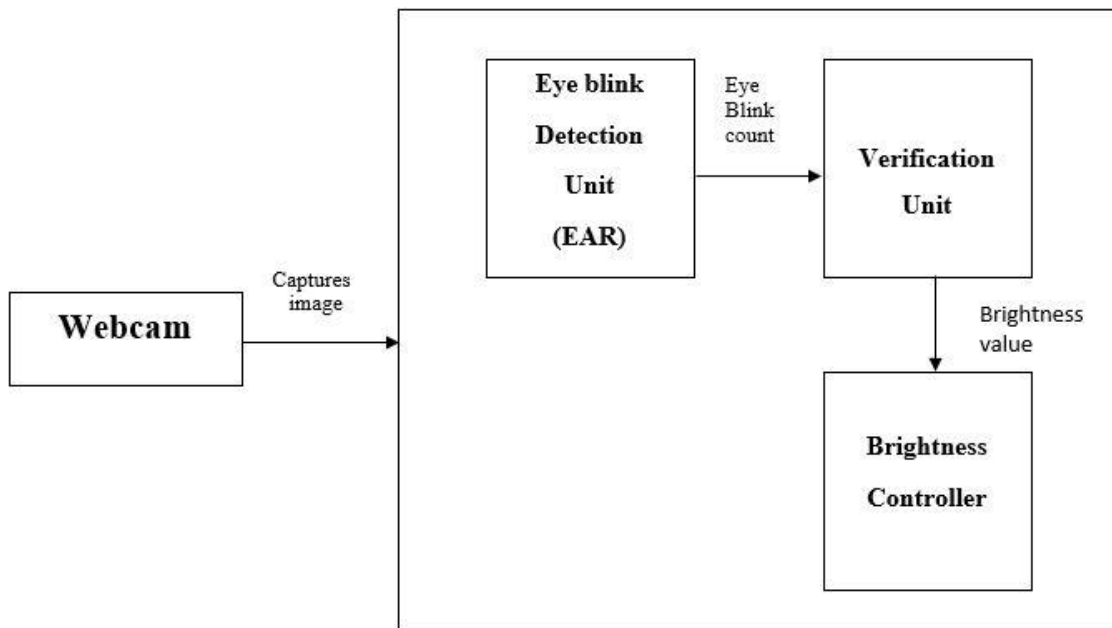 Webcam
Captures
image
Eye blink
Detection
Unit
(EAR)
Eye
Blink
count
Verification
Unit
Brightness
value
Brightness
Controller